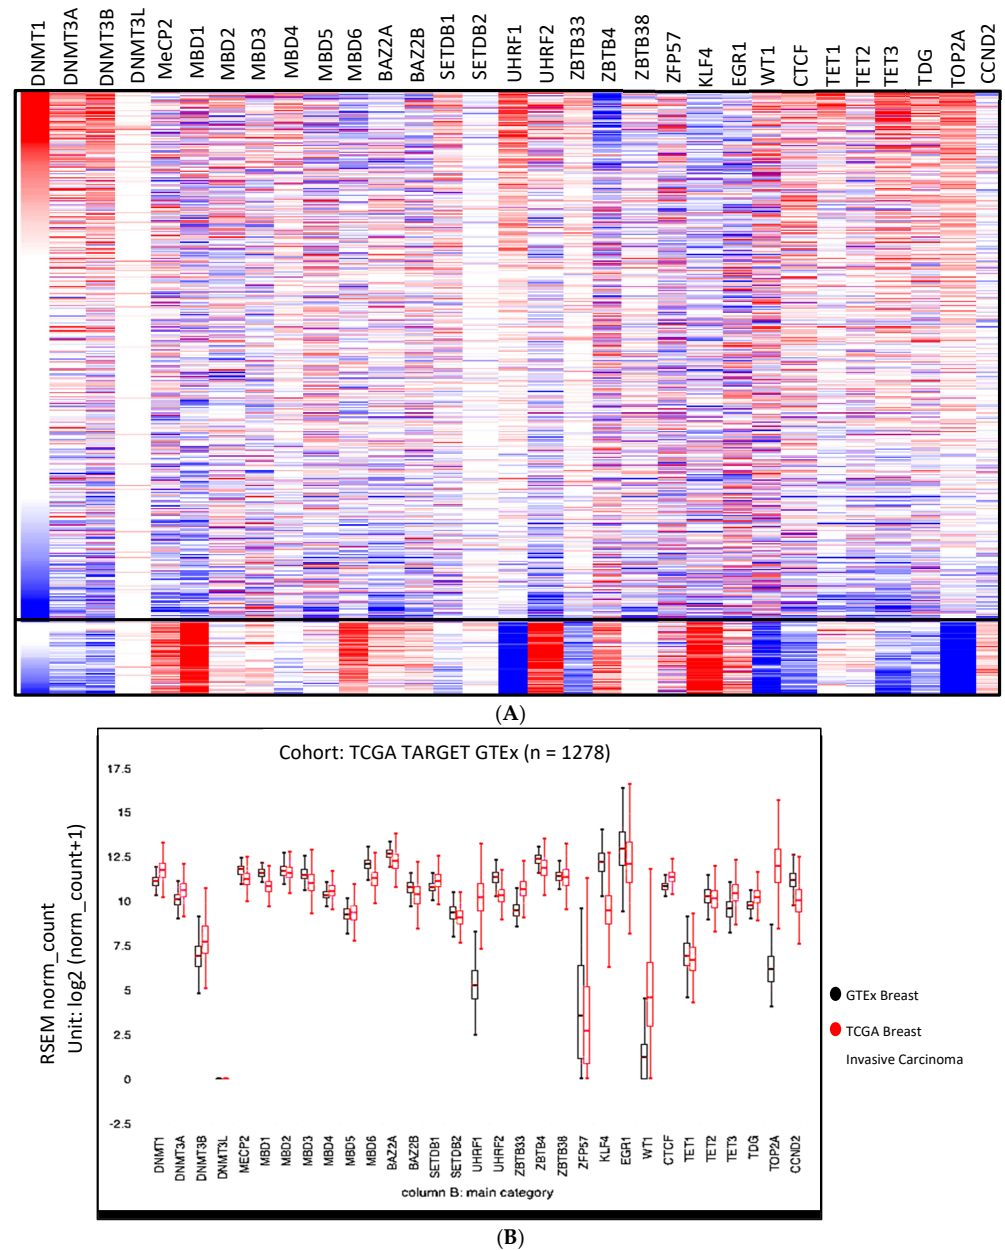 DNMT1 DNMT3A DNMT3B DNMT3L MeCP2 MBD1 MBD2 MBD3 MBD4 MBD5 MBD6 BAZ2A BAZ2B SETDB1 SETDB2 UHRF1 UHRF2 ZBTB33 ZBTB4 ZBTB38 ZFP57 KLF4 EGR1 WT1 CTCF TET1 TET2 TET3 TDG TOP2A CCND2
(A)
Cohort: TCGA TARGET GTEx (n = 1278)
RSEM norm_count
Unit: log2 (norm_count+1)
17.5
15
12.5
10
7.5
5
2.5
0
-2.5
GTEx Breast
TCGA Breast
Invasive Carcinoma
DNMT1 DNMT3A DNMT3B DNMT3L MECP2 MBD1 MBD2 MBD3 MBD4 MBD5 MBD6 BAZ2A BAZ2B SETDB1 SETDB2 UHRF1 UHRF2 ZBTB33 ZBTB4 ZBTB38 ZFP57 KLF4 EGR1 WT1 CTCF TET1 TET2 TET3 TDG TOP2A CCND2
column B: main category
(B)